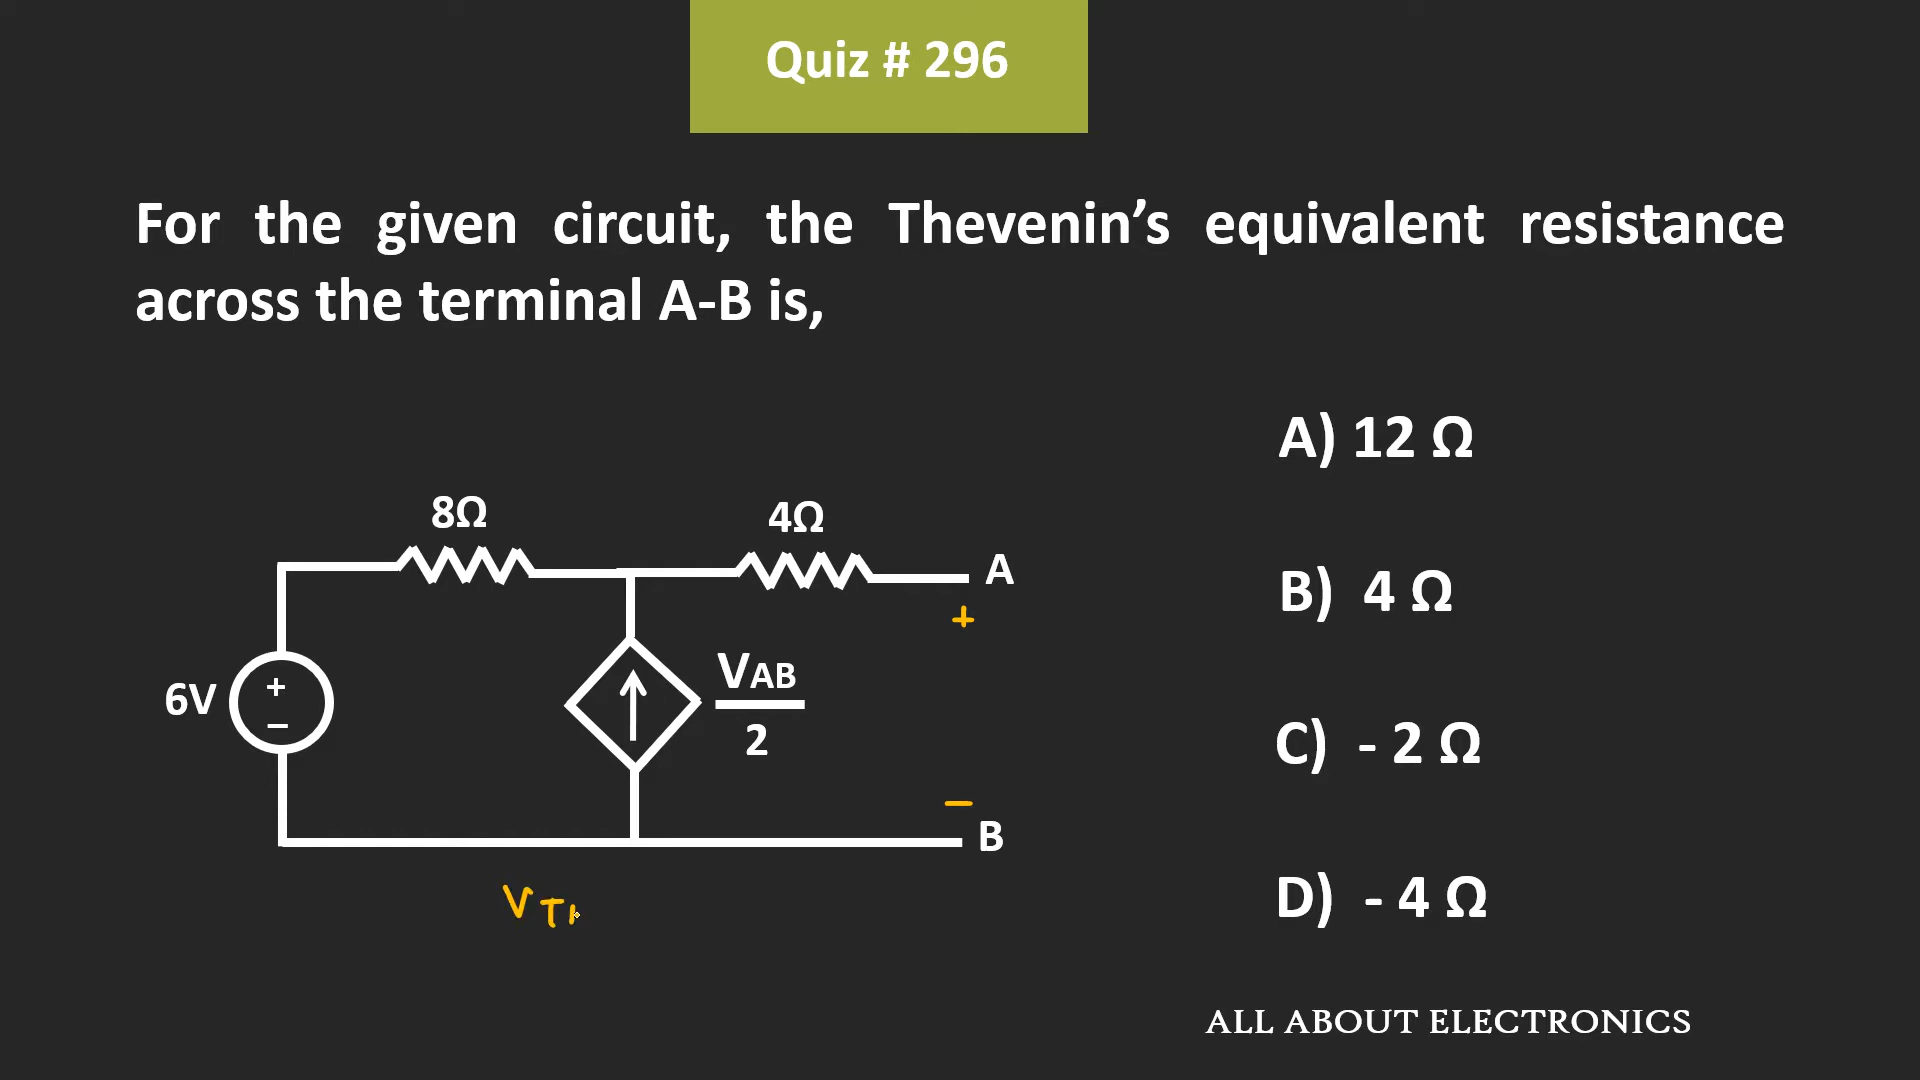 Quiz # 296
For the given circuit, the Thevenin’s equivalent resistance
across the terminal A-B is,
A) 12 Ω
8Ω
4Ω
A
B) 4 Ω
+
6V
+
−
VAB
2
C) - 2 Ω
−
B
D) - 4 Ω
ALL ABOUT ELECTRONICS